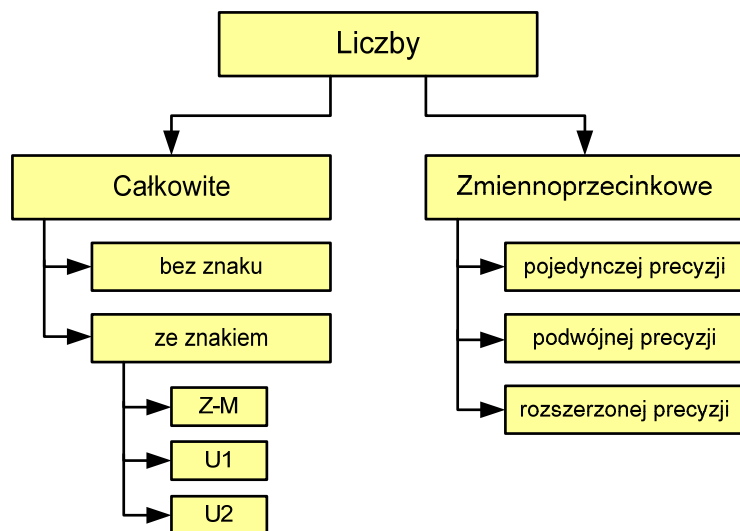 Liczby
Całkowite
Zmiennoprzecinkowe
bez znaku
pojedynczej precyzji
ze znakiem
podwójnej precyzji
Z-M
rozszerzonej precyzji
U1
U2